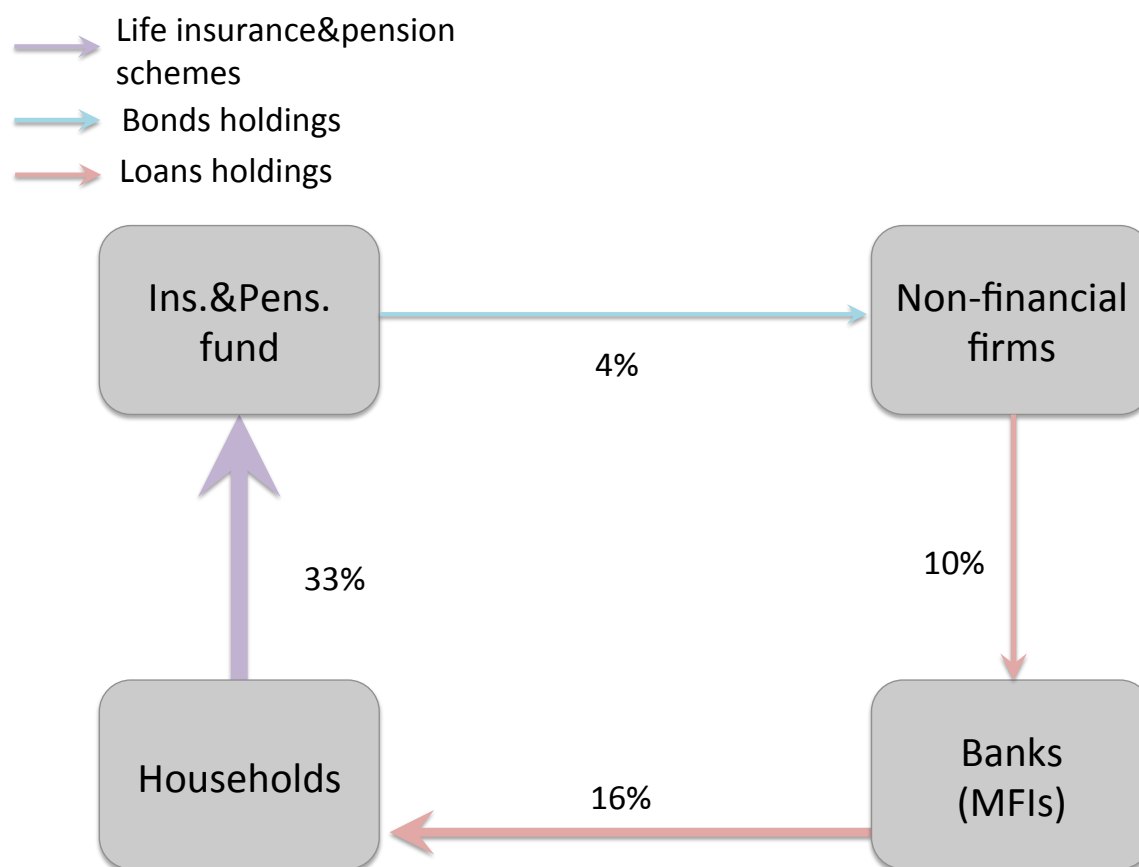 Life insurance&pension
schemes
Bonds holdings
Loans holdings
Ins.&Pens.
fund
Non-financial
firms
4%
33%
10%
Households
16%
Banks
(MFIs)